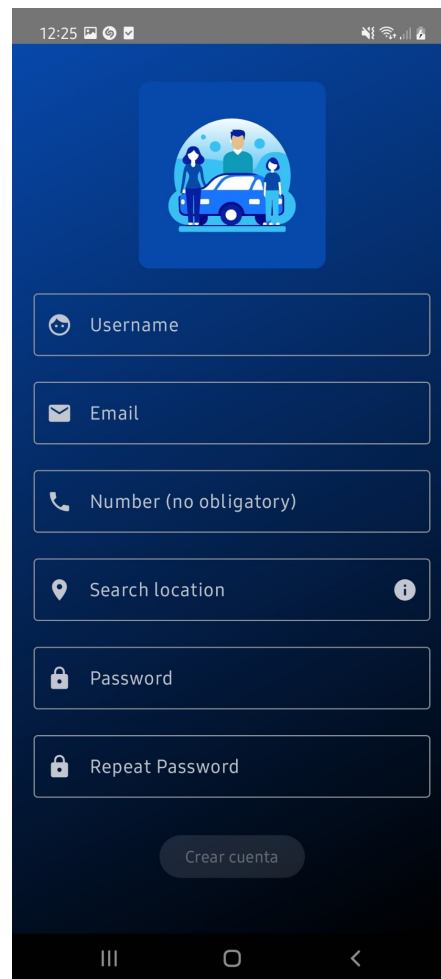 12:25
Username
Email
Number (no obligatory)
Search location
Password
Repeat Password
Crear cuenta